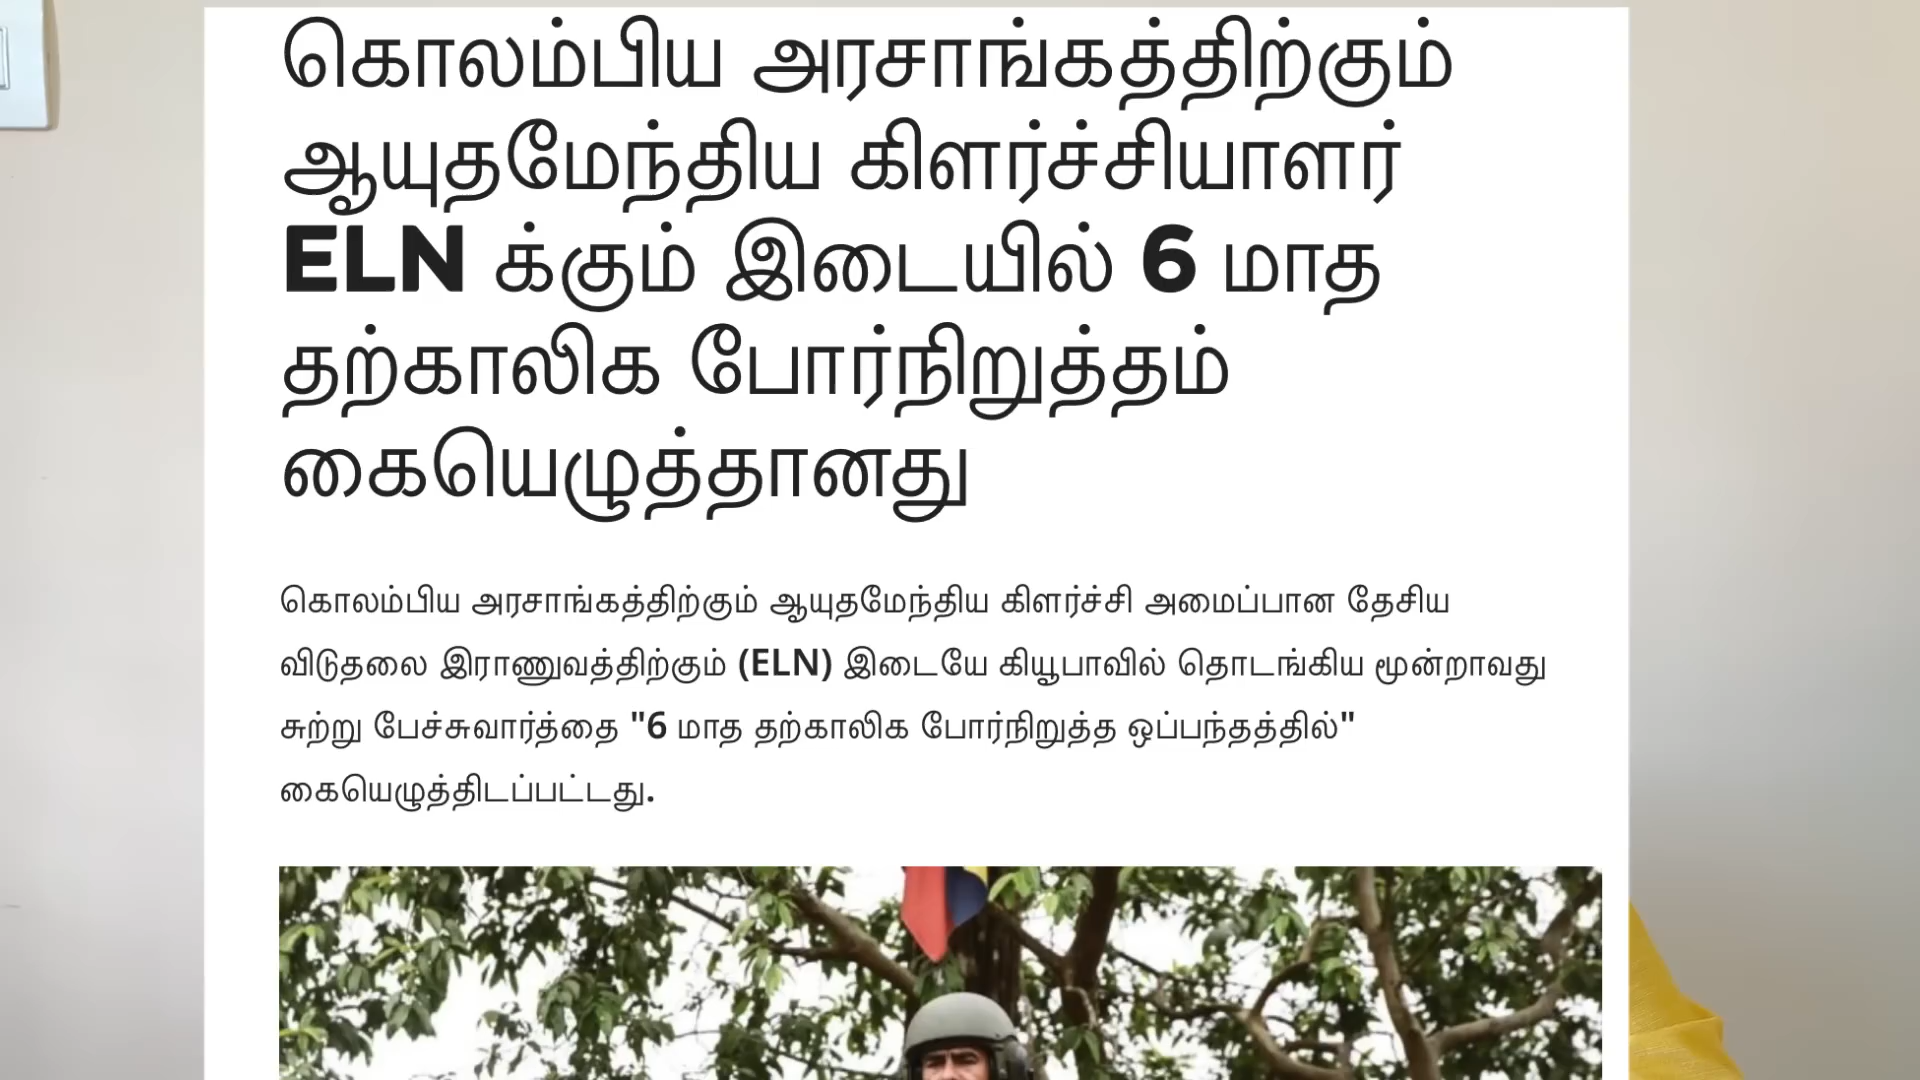 கொலம்பிய அரசாங்கத்திற்கும்
ஆயுதமேந்திய கிளர்ச்சியாளர்
ELN க்கும் இடையில் 6 மாத
தற்காலிக போர்நிறுத்தம்
கையெழுத்தானது
கொலம்பிய அரசாங்கத்திற்கும் ஆயுதமேந்திய கிளர்ச்சி அமைப்பான தேசிய
விடுதலை இராணுவத்திற்கும் (ELN) இடையே கியூபாவில் தொடங்கிய மூன்றாவது
சுற்று பேச்சுவார்த்தை "6 மாத தற்காலிக போர்நிறுத்த ஒப்பந்தத்தில்"
கையெழுத்திடப்பட்டது.